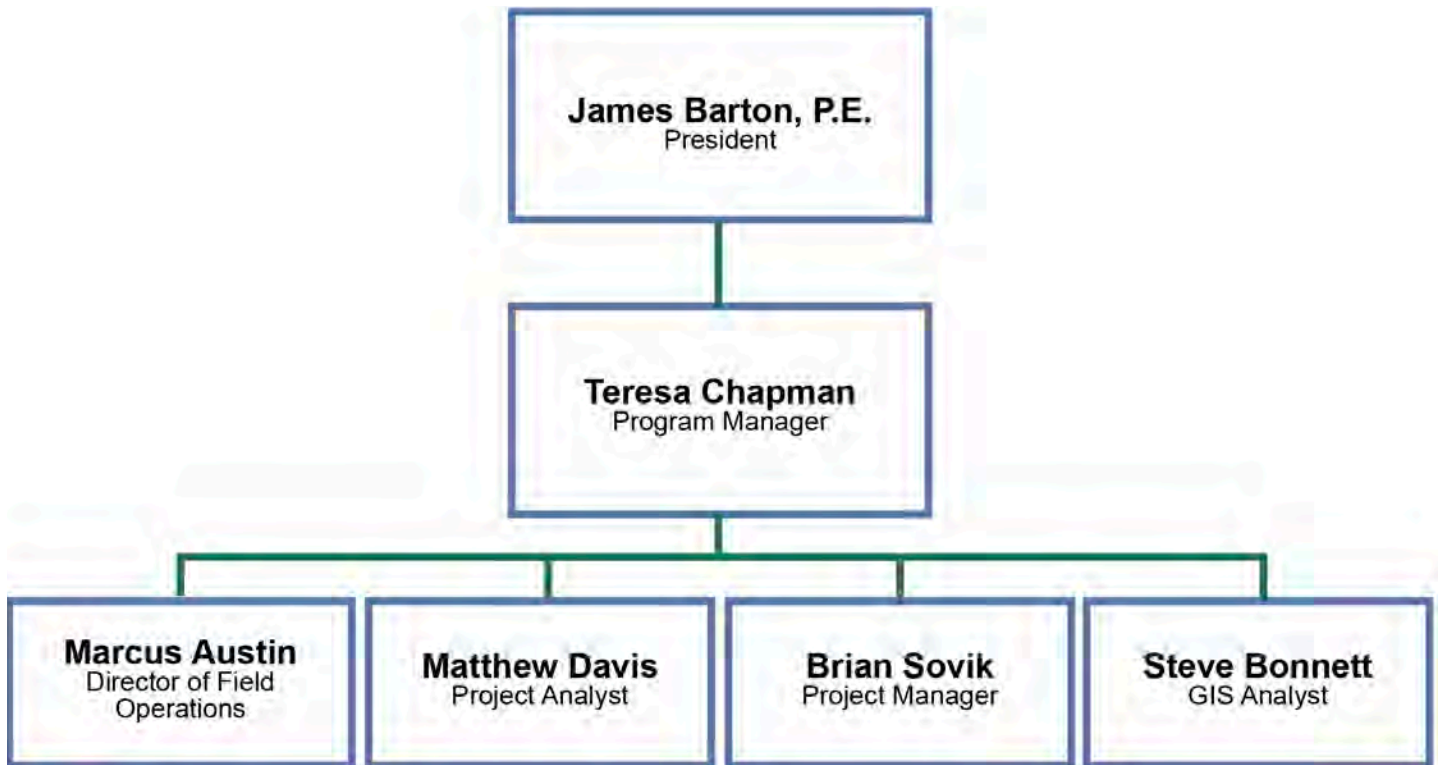 James Barton, P.E.
President
Teresa Chapman
Program Manager
Marcus Austin
Director of Field
Operations
Matthew Davis
Project Analyst
Brian Sovik
Project Manager
Steve Bonnett
GIS Analyst